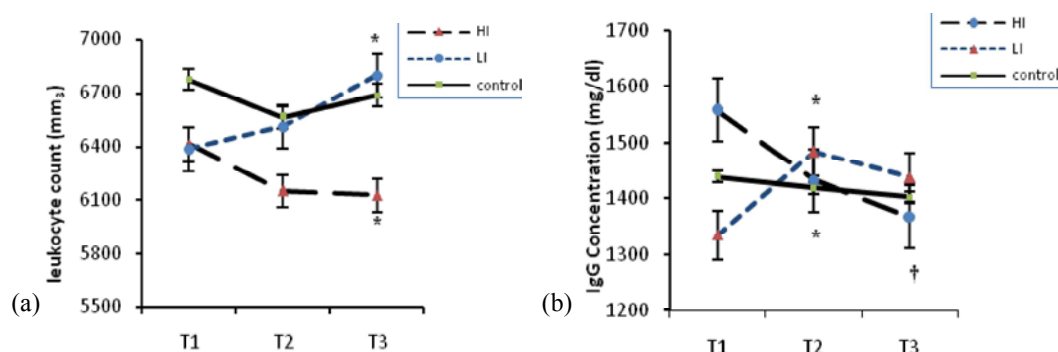 (a)
leukocyte count (mm₃)
7000
6700
6400
6100
5800
5500
T1 T2 T3
*
*
HI
LI
control
(b)
IgG Concentration (mg/dl)
1700
1600
1500
1400
1300
1200
T1 T2 T3
*
*
†
HI
LI
control